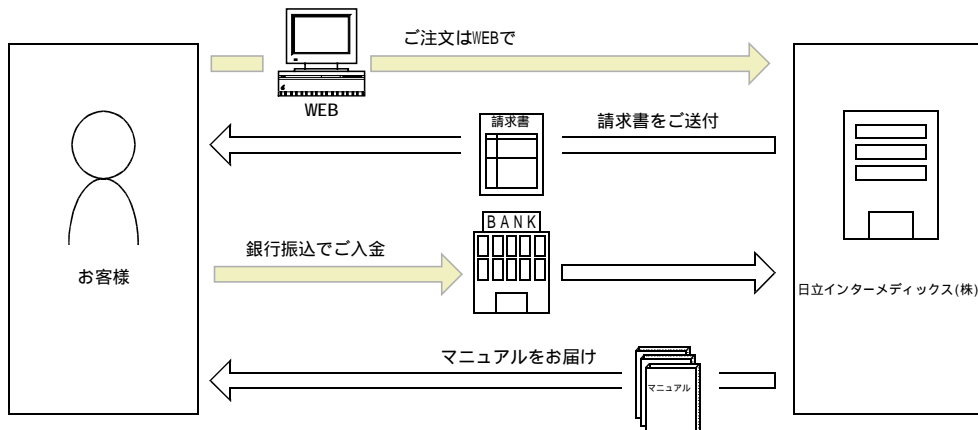 ご注文はWEBで
WEB
請求書
請求書をご送付
BANK
銀行振込でご入金
お客様
日立インターメディックス(株)
マニュアルをお届け
マニュアル